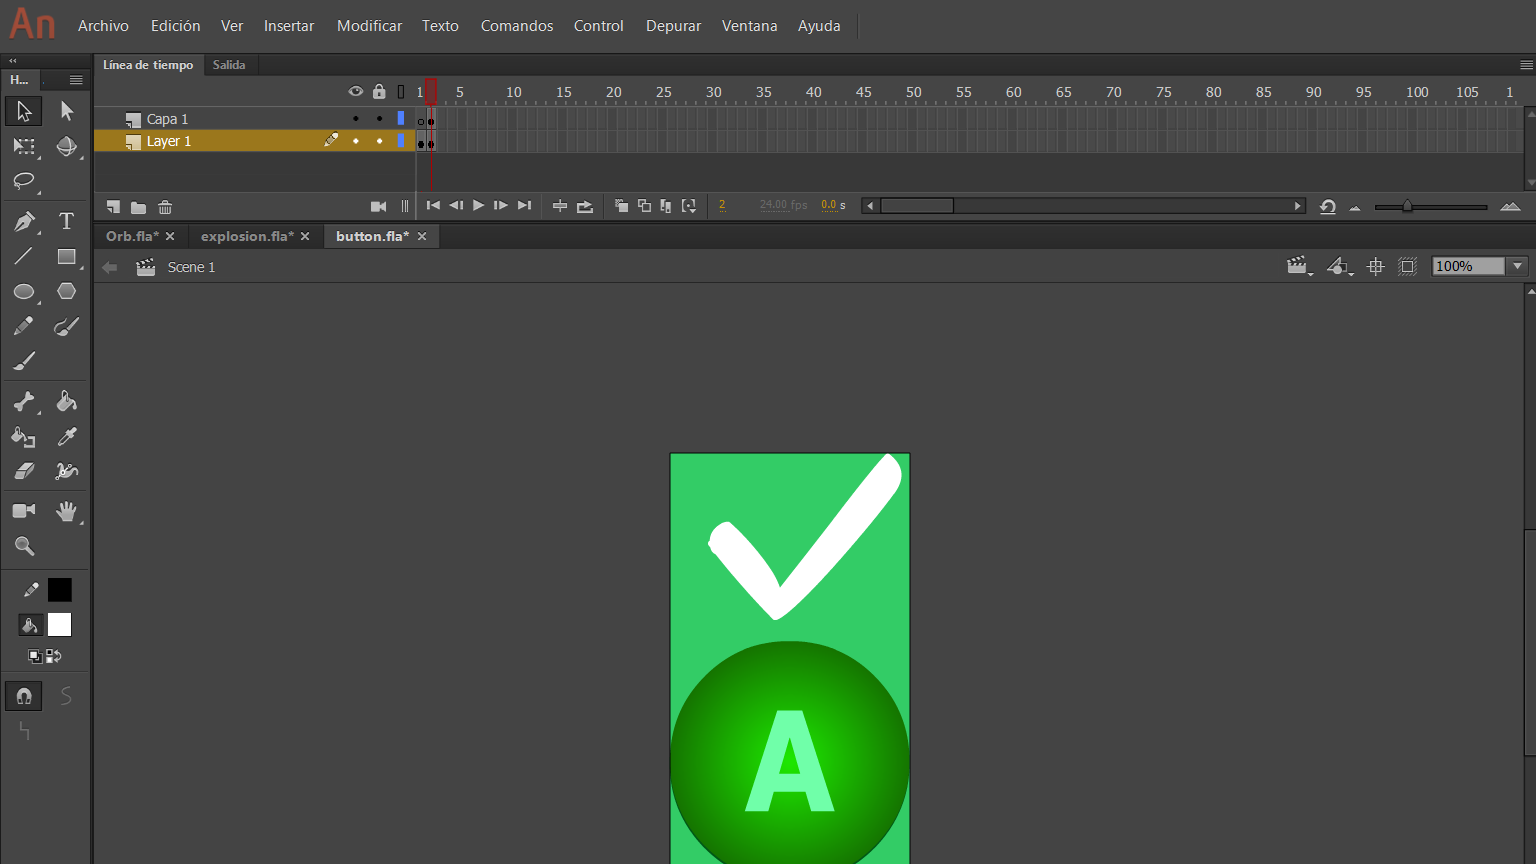 An Archivo Edición Ver Insertar Modificar Texto Comandos Control Depurar Ventana Ayuda
H...
Línea de tiempo Salida
1 5 10 15 20 25 30 35 40 45 50 55 60 65 70 75 80 85 90 95 100 105 1
Capa 1
Layer 1
2 24.00 fps 0.0 s
Orb.fla* explosion.fla* button.fla*
Scene 1 100%
T
A